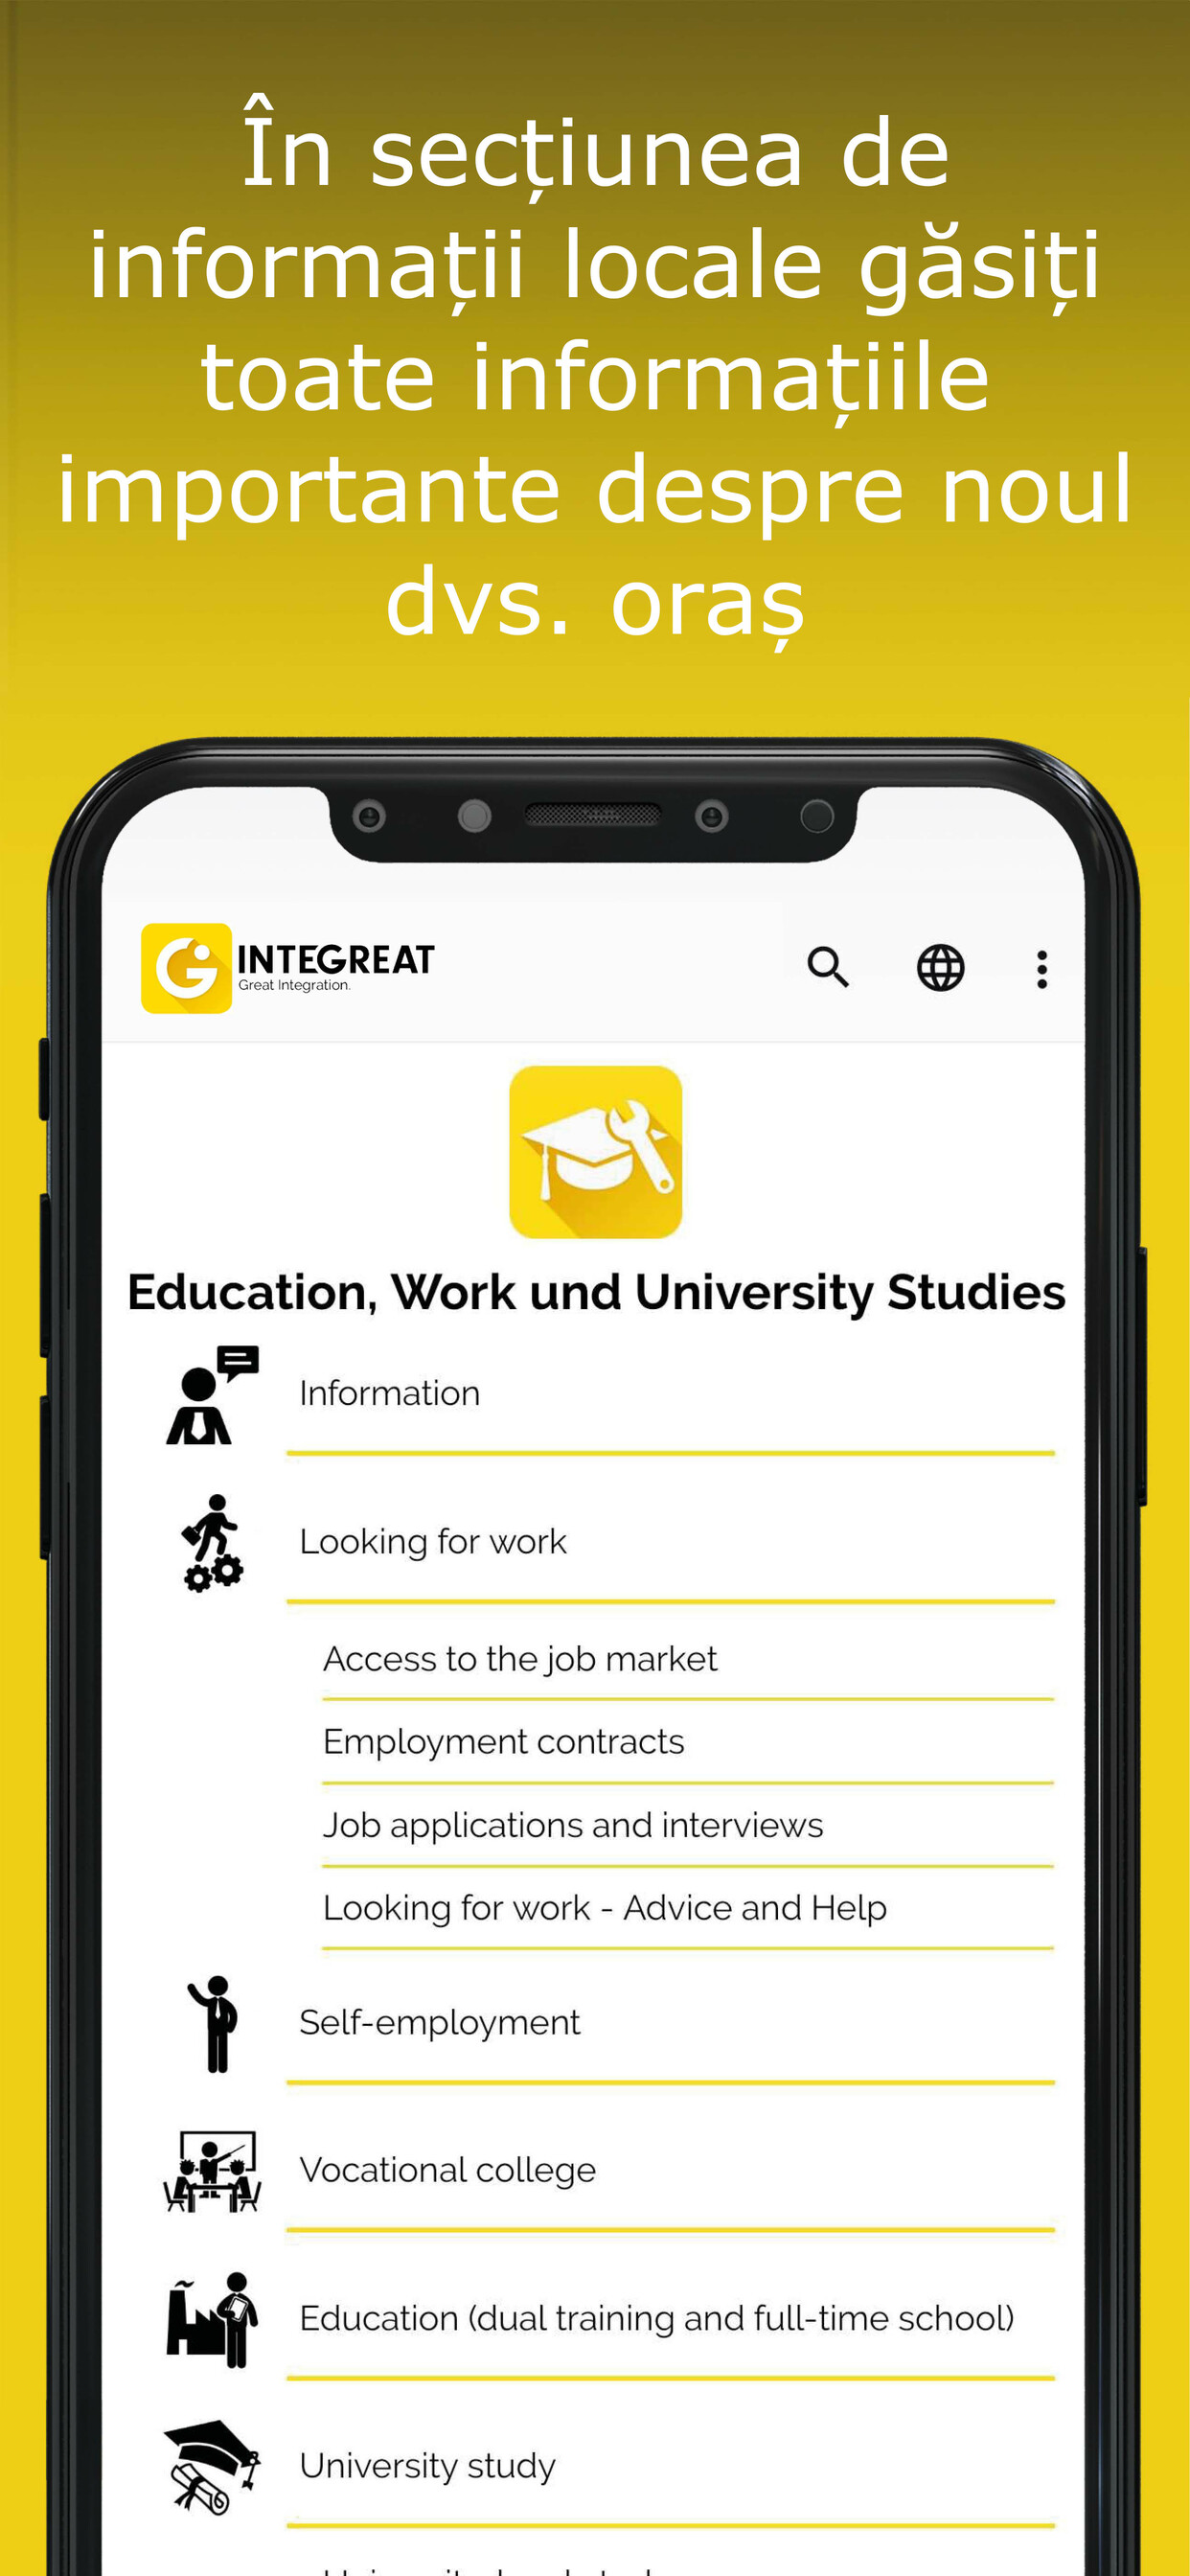 În secțiunea de
informații locale găsiți
toate informațiile
importante despre noul
dvs. oraș
INTEGREAT
Great Integration.
Education, Work und University Studies
Information
Looking for work
Access to the job market
Employment contracts
Job applications and interviews
Looking for work - Advice and Help
Self-employment
Vocational college
Education (dual training and full-time school)
University study